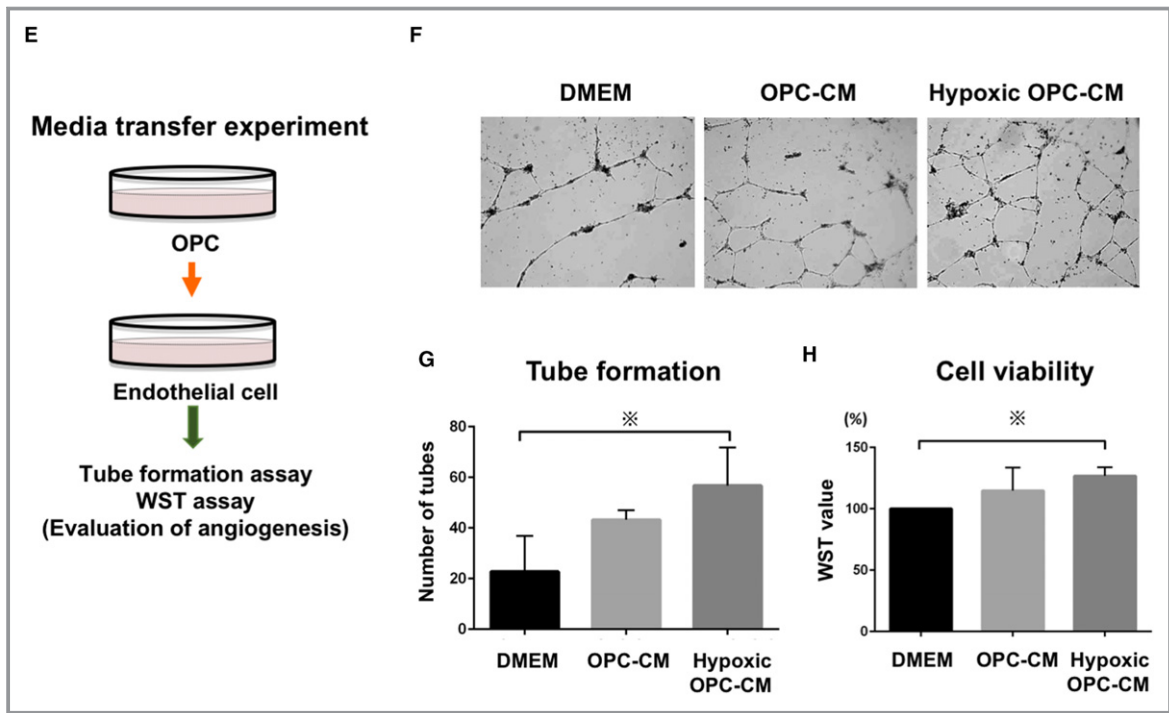 E
Media transfer experiment
OPC
Endothelial cell
Tube formation assay
WST assay
(Evaluation of angiogenesis)
F
DMEM
OPC-CM
Hypoxic OPC-CM
G
Tube formation
※
Number of tubes
80
60
40
20
0
DMEM
OPC-CM
Hypoxic
OPC-CM
H
Cell viability
(%)
※
WST value
150
100
50
0
DMEM
OPC-CM
Hypoxic
OPC-CM